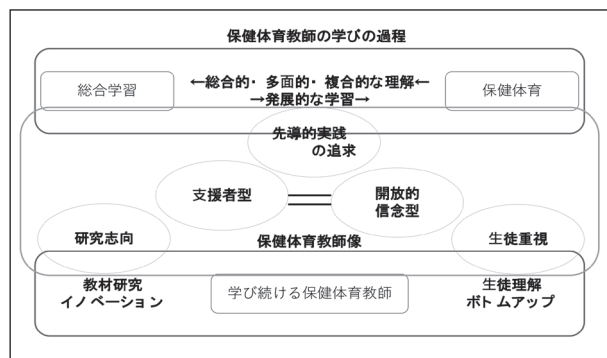 保健体育教師の学びの過程
総合学習
←総合的・多面的・複合的な理解←
→発展的な学習→
保健体育
先導的実践
の追求
支援者型
開放的
信念型
研究志向
保健体育教師像
生徒重視
教材研究
イノベーション
学び続ける保健体育教師
生徒理解
ボトムアップ